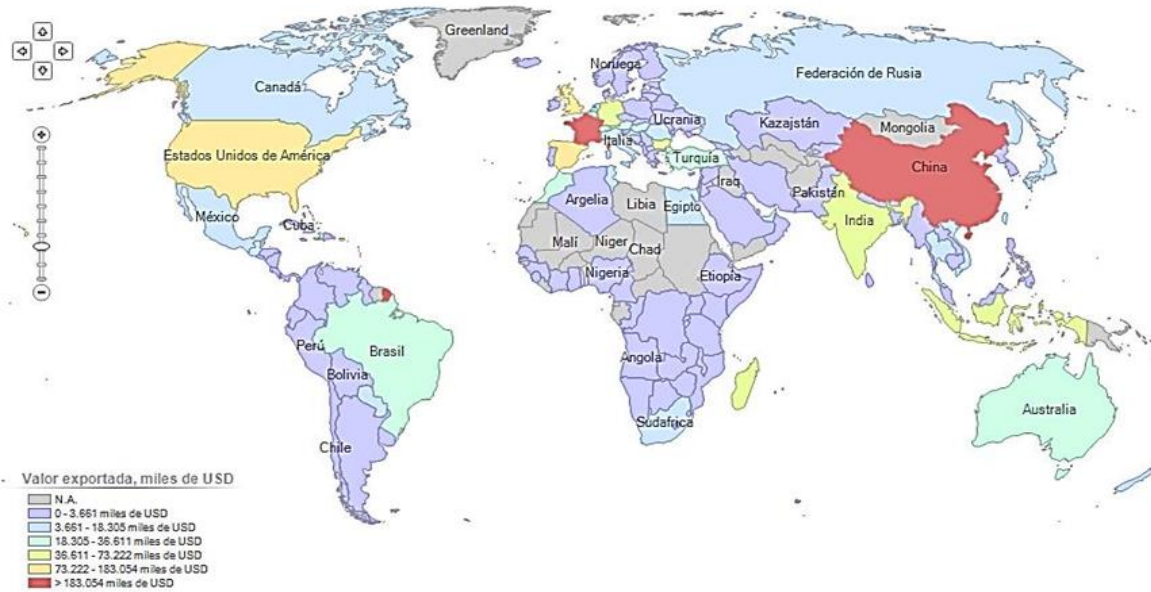 Greenland
Noruega
Canadá
Federación de Rusia
Ucrania
Kazajstán
Mongolia
Italia
Estados Unidos de América
Turquía
China
Iraq
Pakistán
México
Argelia
Libia
Egipto
India
Cuba
Malí
Niger
Chad
Nigeria
Etiopía
Perú
Brasil
Angola
Bolivia
Australia
Chile
Sudáfrica
Valor exportada, miles de USD
N.A.
0 - 3.661 miles de USD
3.661 - 18.305 miles de USD
18.305 - 36.611 miles de USD
36.611 - 73.222 miles de USD
73.222 - 183.054 miles de USD
> 183.054 miles de USD